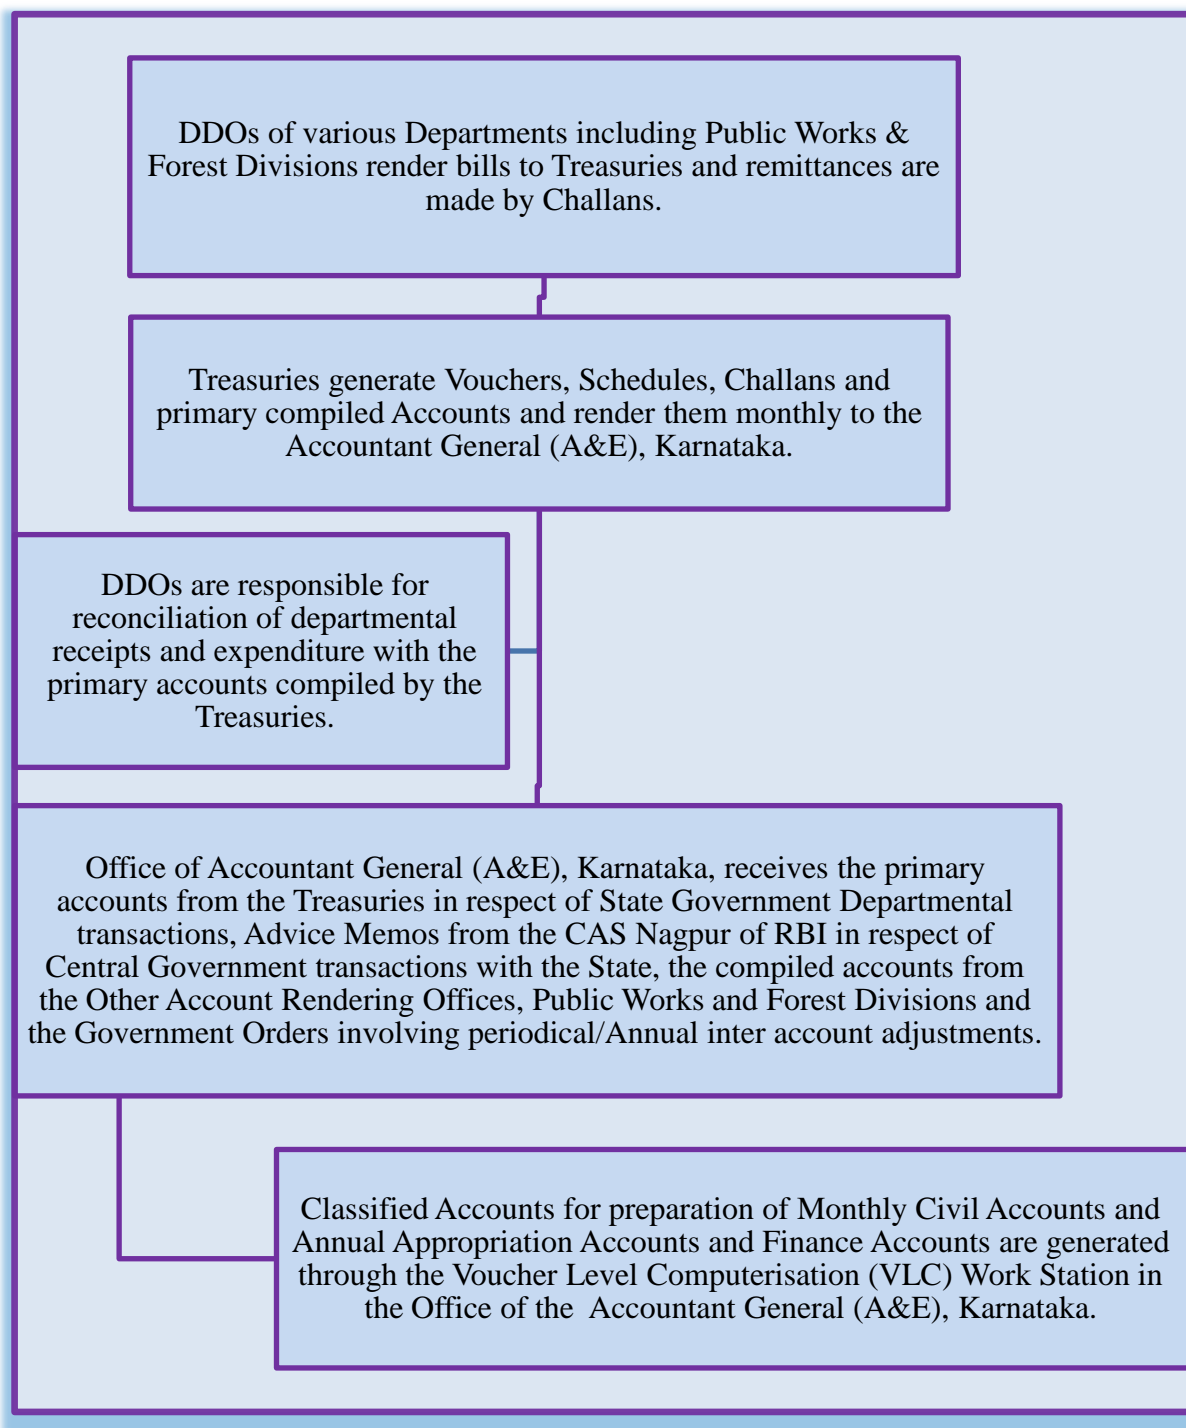 DDOs of various Departments including Public Works &
Forest Divisions render bills to Treasuries and remittances are
made by Challans.
Treasuries generate Vouchers, Schedules, Challans and
primary compiled Accounts and render them monthly to the
Accountant General (A&E), Karnataka.
DDOs are responsible for
reconciliation of departmental
receipts and expenditure with the
primary accounts compiled by the
Treasuries.
Office of Accountant General (A&E), Karnataka, receives the primary
accounts from the Treasuries in respect of State Government Departmental
transactions, Advice Memos from the CAS Nagpur of RBI in respect of
Central Government transactions with the State, the compiled accounts from
the Other Account Rendering Offices, Public Works and Forest Divisions and
the Government Orders involving periodical/Annual inter account adjustments.
Classified Accounts for preparation of Monthly Civil Accounts and
Annual Appropriation Accounts and Finance Accounts are generated
through the Voucher Level Computerisation (VLC) Work Station in
the Office of the Accountant General (A&E), Karnataka.